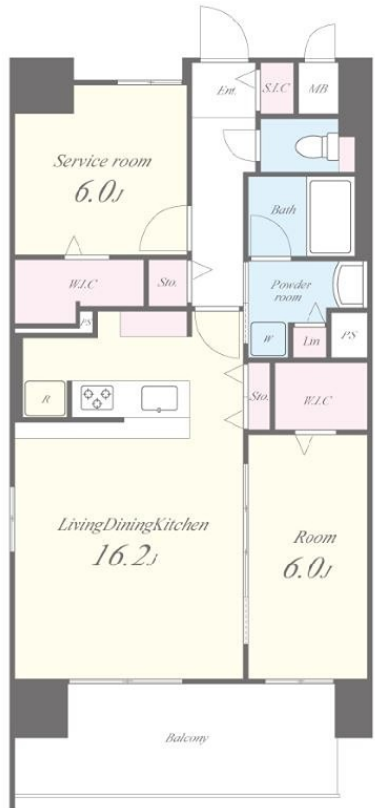 Ent.
S.I.C
MB
Service room
6.0J
Bath
W.I.C
Sto.
Powder
room
PS
W
Lin
PS
R
Sto.
W.I.C
LivingDiningKitchen
16.2J
Room
6.0J
Balcony